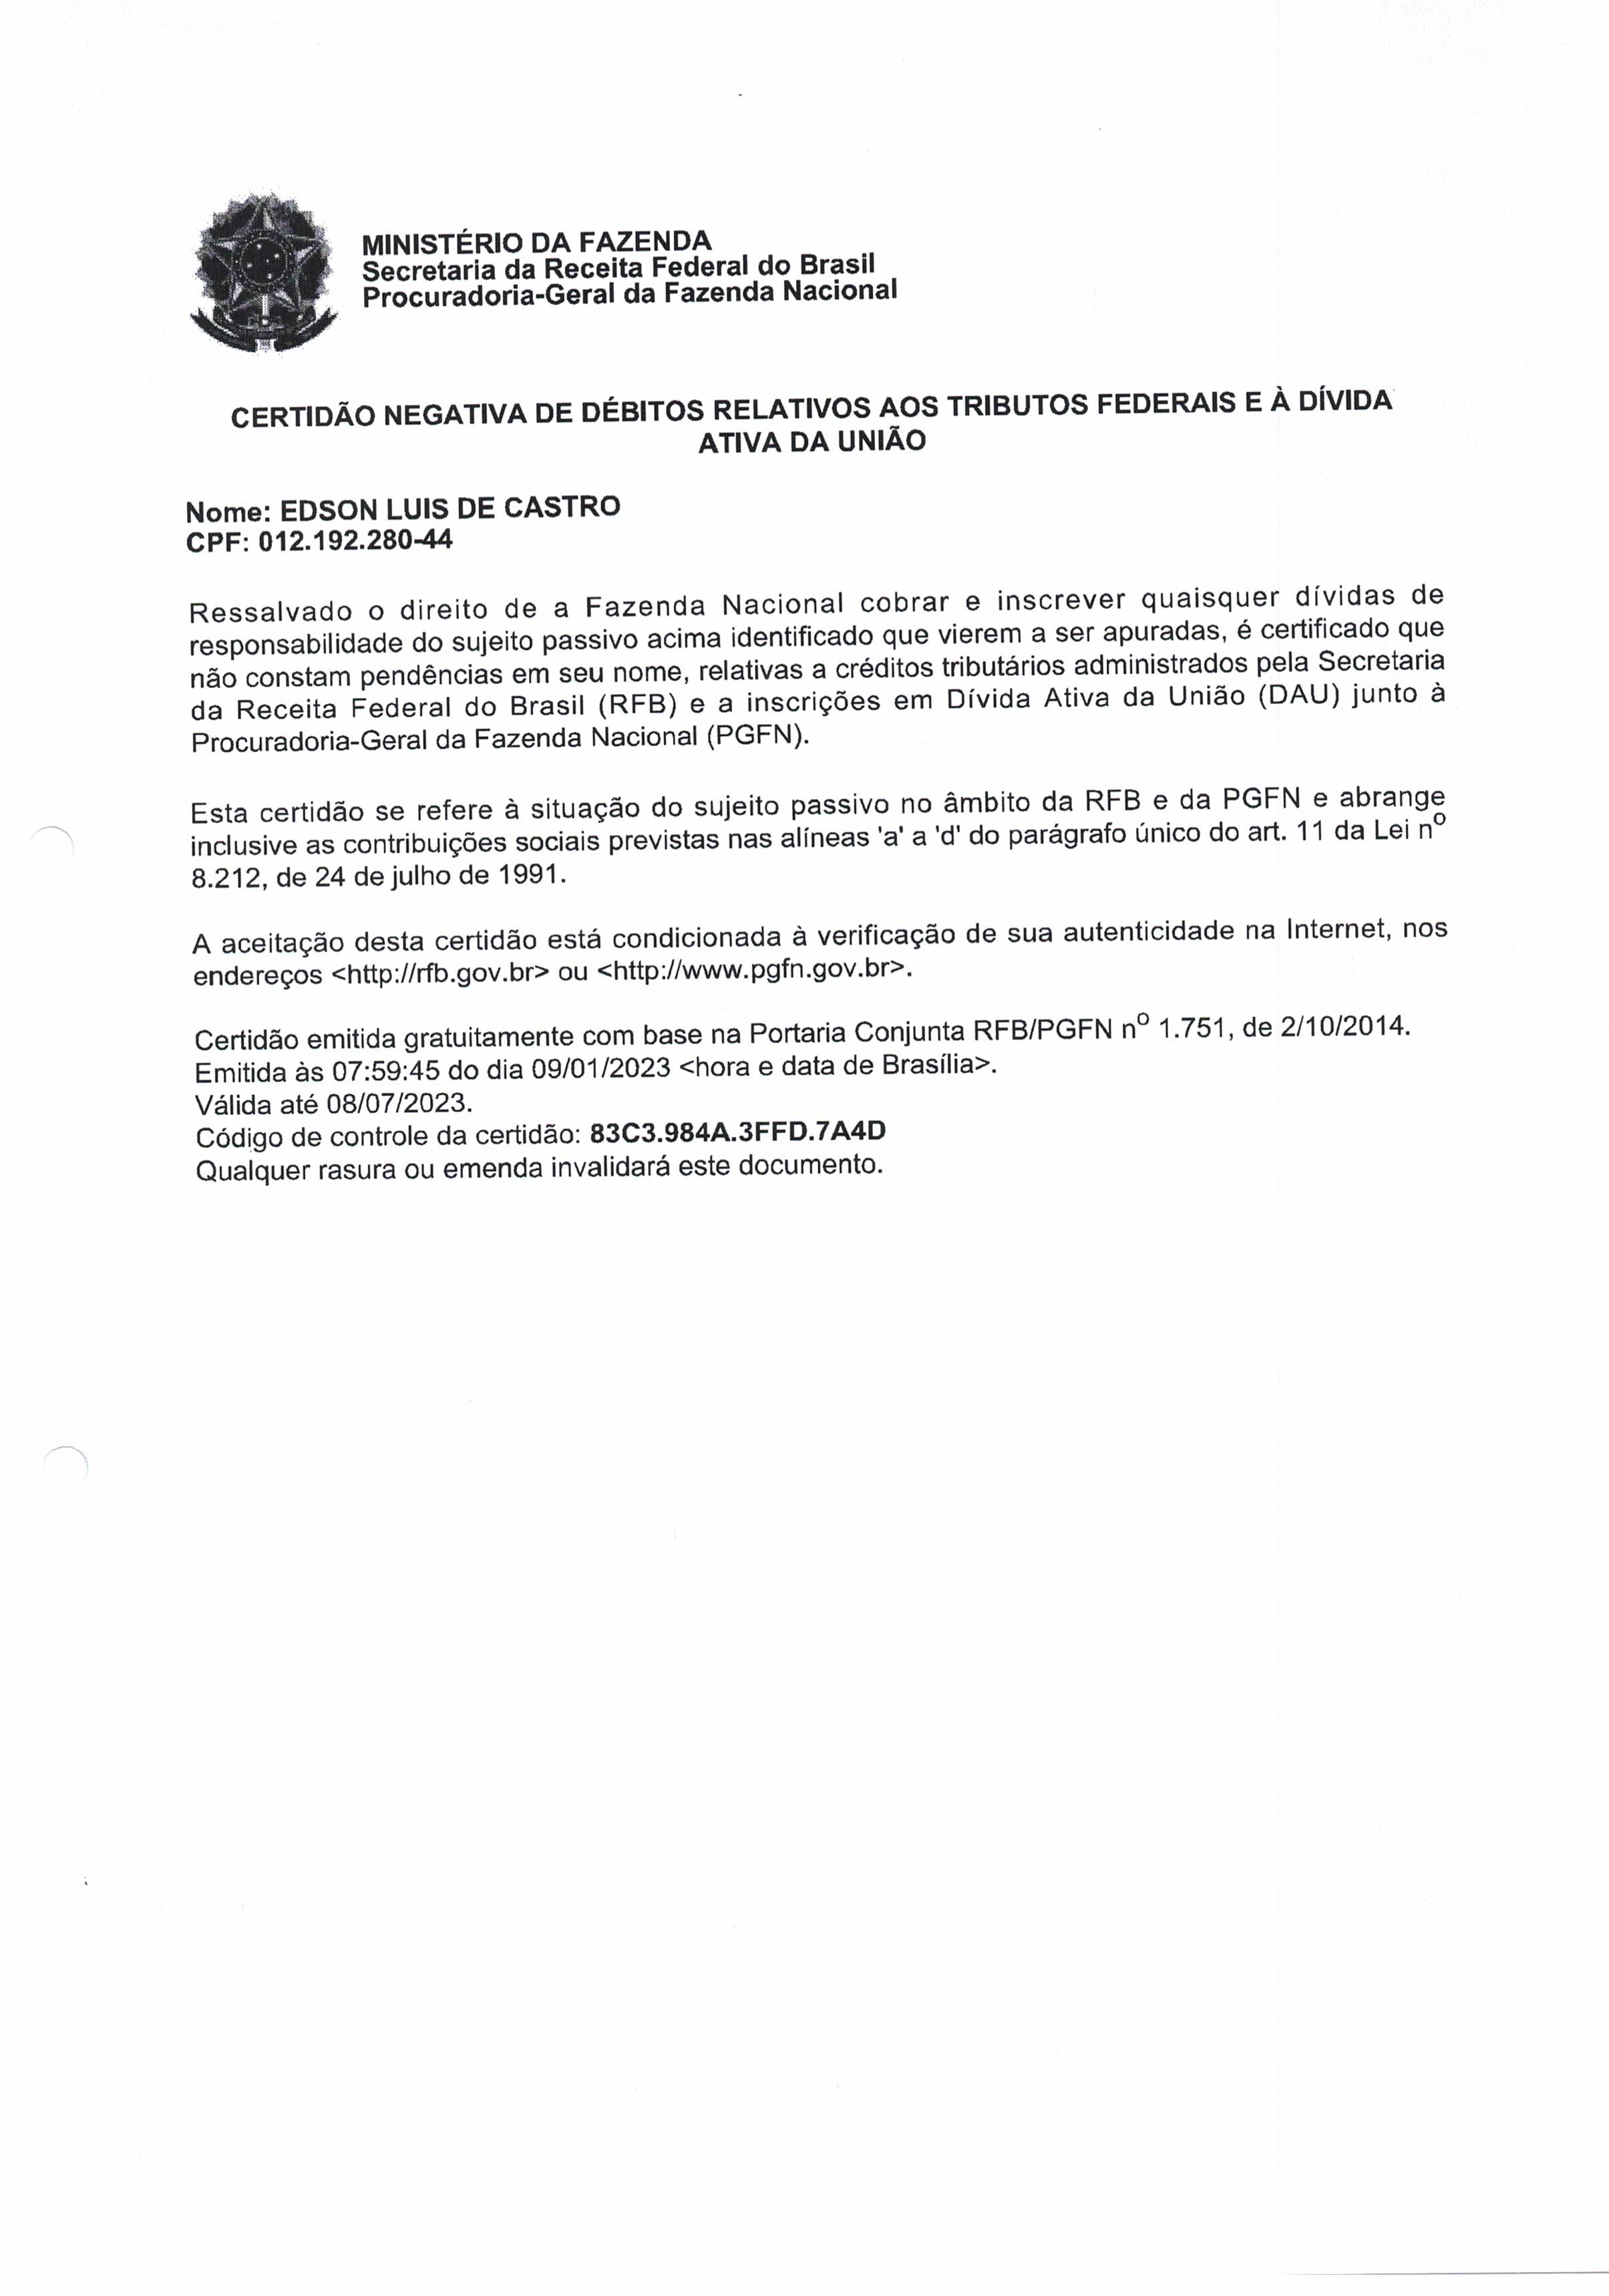 MINISTÉRIO DA FAZENDA
Secretaria da Receita Federal do Brasil
Procuradoria-Geral da Fazenda Nacional
CERTIDÃO NEGATIVA DE DÉBITOS RELATIVOS AOS TRIBUTOS FEDERAIS E À DÍVIDA
ATIVA DA UNIÃO
Nome: EDSON LUIS DE CASTRO
CPF: 012.192.280-44
Ressalvado o direito de a Fazenda Nacional cobrar e inscrever quaisquer dívidas de
responsabilidade do sujeito passivo acima identificado que vierem a ser apuradas, é certificado que
não constam pendências em seu nome, relativas a créditos tributários administrados pela Secretaria
da Receita Federal do Brasil (RFB) e a inscrições em Dívida Ativa da União (DAU) junto à
Procuradoria-Geral da Fazenda Nacional (PGFN).
Esta certidão se refere à situação do sujeito passivo no âmbito da RFB e da PGFN e abrange
inclusive as contribuições sociais previstas nas alíneas 'a' a 'd' do parágrafo único do art. 11 da Lei nº
8.212, de 24 de julho de 1991.
A aceitação desta certidão está condicionada à verificação de sua autenticidade na Internet, nos
endereços <http://rfb.gov.br> ou <http://www.pgfn.gov.br>.
Certidão emitida gratuitamente com base na Portaria Conjunta RFB/PGFN nº 1.751, de 2/10/2014.
Emitida às 07:59:45 do dia 09/01/2023 <hora e data de Brasília>.
Válida até 08/07/2023.
Código de controle da certidão: 83C3.984A.3FFD.7A4D
Qualquer rasura ou emenda invalidará este documento.